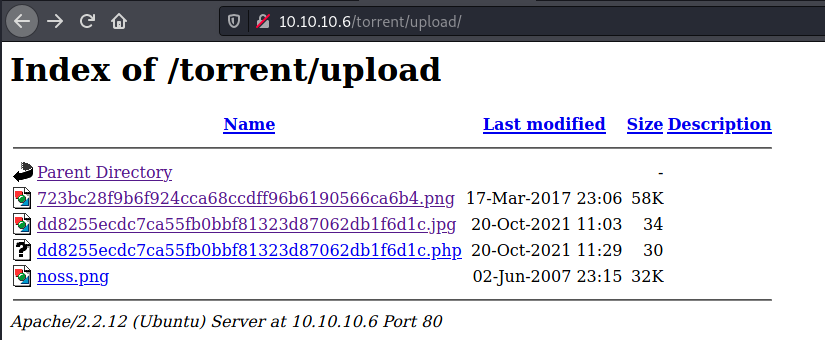 10.10.10.6/torrent/upload/
Index of /torrent/upload
Name Last modified Size Description
Parent Directory -
723bc28f9b6f924cca68ccdff96b6190566ca6b4.png 17-Mar-2017 23:06 58K
dd8255ecdc7ca55fb0bbf81323d87062db1f6d1c.jpg 20-Oct-2021 11:03 34
dd8255ecdc7ca55fb0bbf81323d87062db1f6d1c.php 20-Oct-2021 11:29 30
noss.png 02-Jun-2007 23:15 32K
Apache/2.2.12 (Ubuntu) Server at 10.10.10.6 Port 80